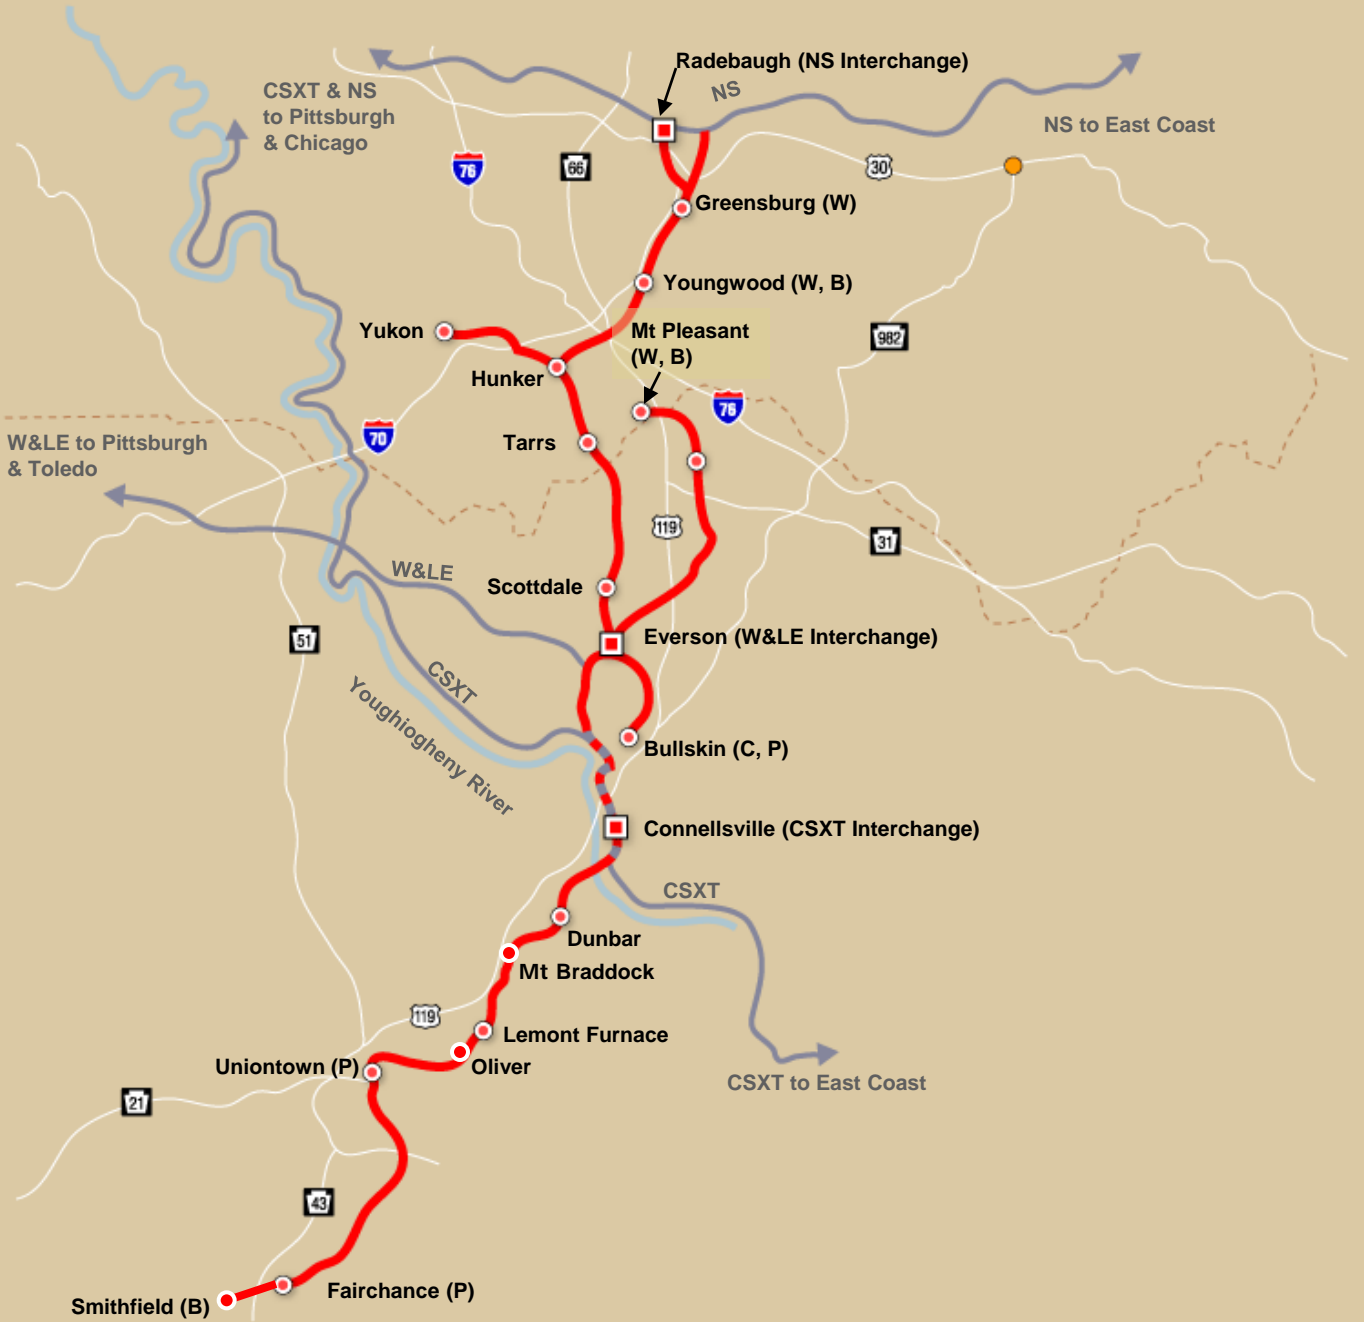 Radebaugh (NS Interchange)
CSXT & NS
to Pittsburgh
& Chicago
NS
NS to East Coast
76
66
30
Greensburg (W)
Youngwood (W, B)
Yukon
Mt Pleasant
(W, B)
982
Hunker
76
70
Tarrs
W&LE to Pittsburgh
& Toledo
119
31
W&LE
Scottdale
51
Everson (W&LE Interchange)
CSXT
Youghiogheny River
Bullskin (C, P)
Connellsville (CSXT Interchange)
CSXT
Dunbar
Mt Braddock
119
Lemont Furnace
Uniontown (P)
Oliver
CSXT to East Coast
21
43
Fairchance (P)
Smithfield (B)